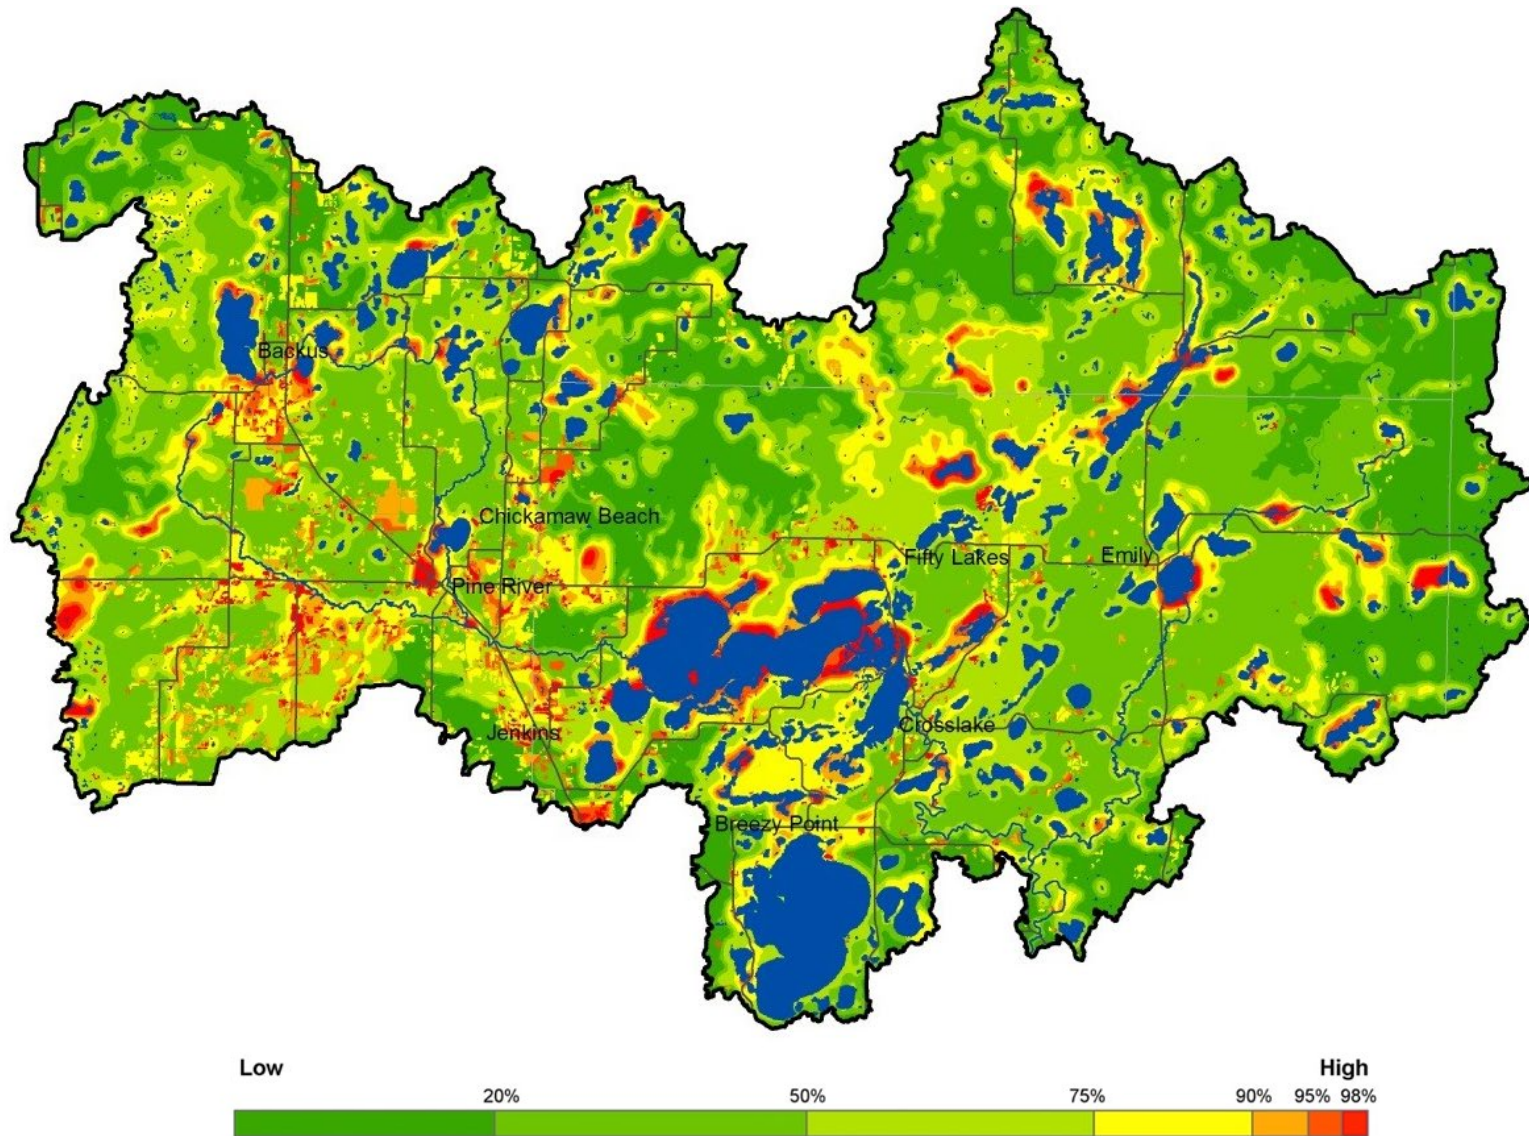 Backus
Chickamaw Beach
Fifty Lakes
Emily
Pine River
Crosslake
Jenkins
Breezy Point
Low
High
20%
50%
75%
90%
95%
98%